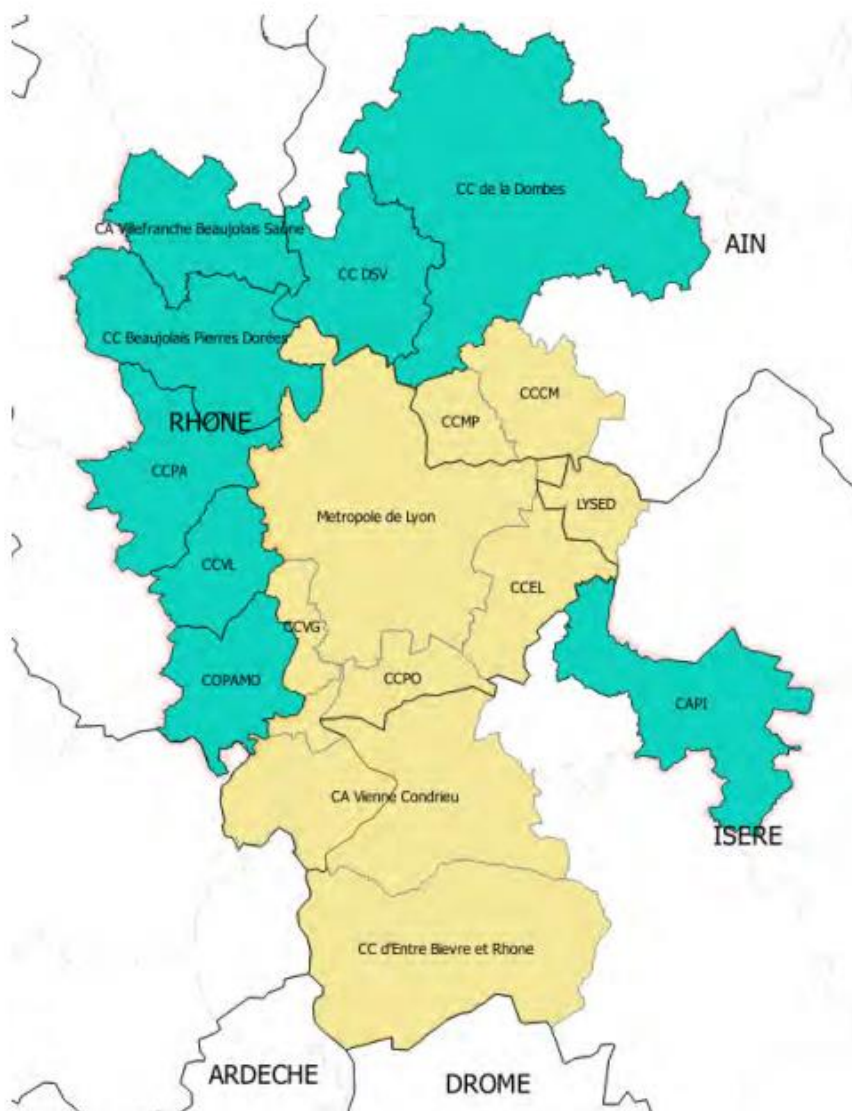 CC de la Dombes
CA Villefranche Beaujolais Saône
AIN
CC DSV
CC Beaujolais Pierres Dorées
CCCM
RHØNE
CCMP
CCPA
LYSED
Métropole de Lyon
CCVL
CCEL
CCVG
CCPO
COPAMO
CAPI
CA Vienne Condrieu
ISERE
CC d'Entre Bievre et Rhone
ARDECHE
DROME